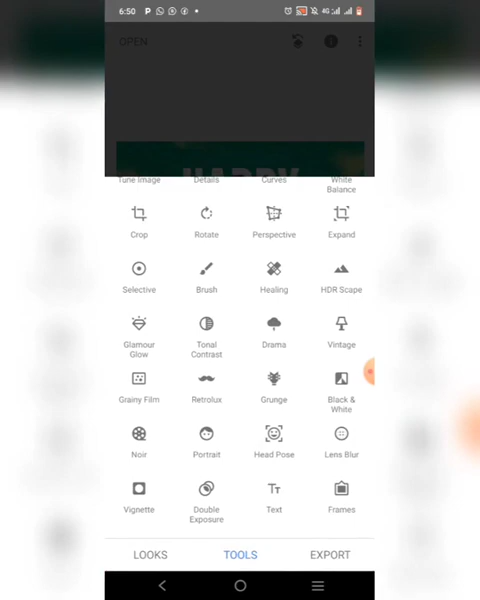 6:50
4G
OPEN
HAPPY
Tune Image Details Curves White Balance
Crop Rotate Perspective Expand
Selective Brush Healing HDR Scape
Glamour Glow Tonal Contrast Drama Vintage
Grainy Film Retrolux Grunge Black & White
Noir Portrait Head Pose Lens Blur
Vignette Double Exposure Text Frames
LOOKS TOOLS EXPORT